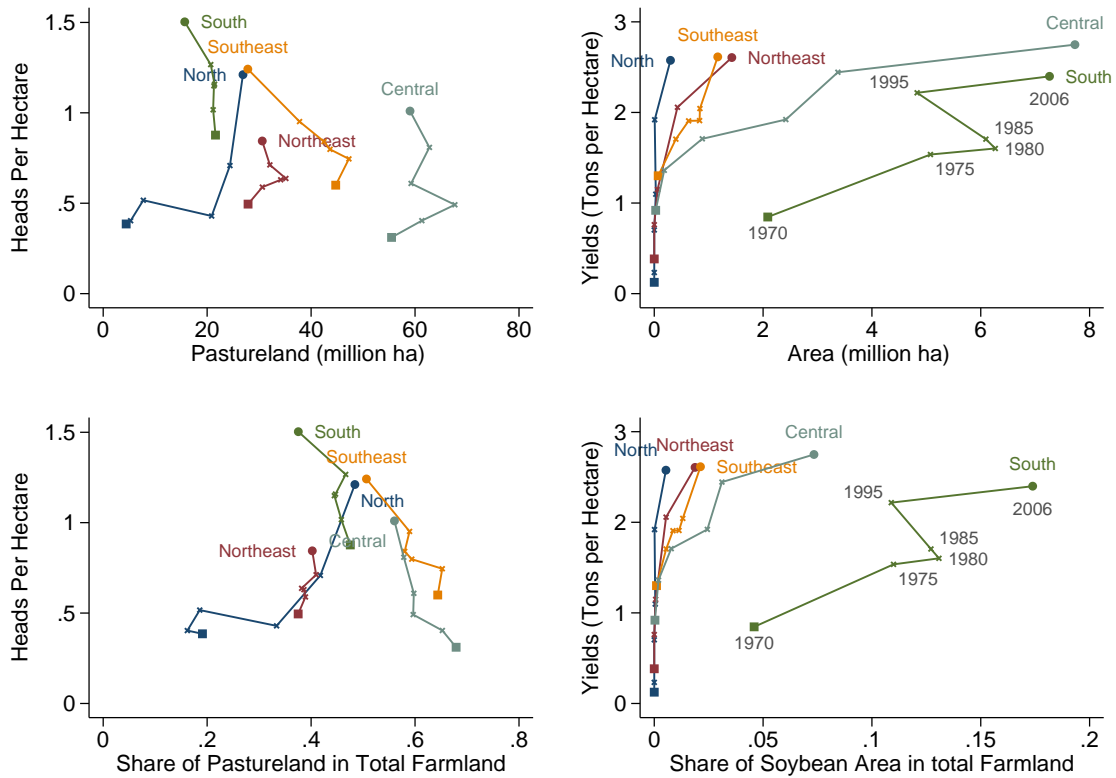 1.5
1
.5
0
Heads Per Hectare
South
Southeast
North
Northeast
Central
0
20
40
60
80
Pastureland (million ha)
3
2
1
0
Yields (Tons per Hectare)
Central
Southeast
North
Northeast
South
1995
2006
1985
1980
1975
1970
0
2
4
6
8
Area (million ha)
1.5
1
.5
0
Heads Per Hectare
South
Southeast
North
Central
Northeast
0
.2
.4
.6
.8
Share of Pastureland in Total Farmland
3
2
1
0
Yields (Tons per Hectare)
North
Northeast
Central
Southeast
South
1995
2006
1985
1980
1975
1970
0
.05
.1
.15
.2
Share of Soybean Area in total Farmland